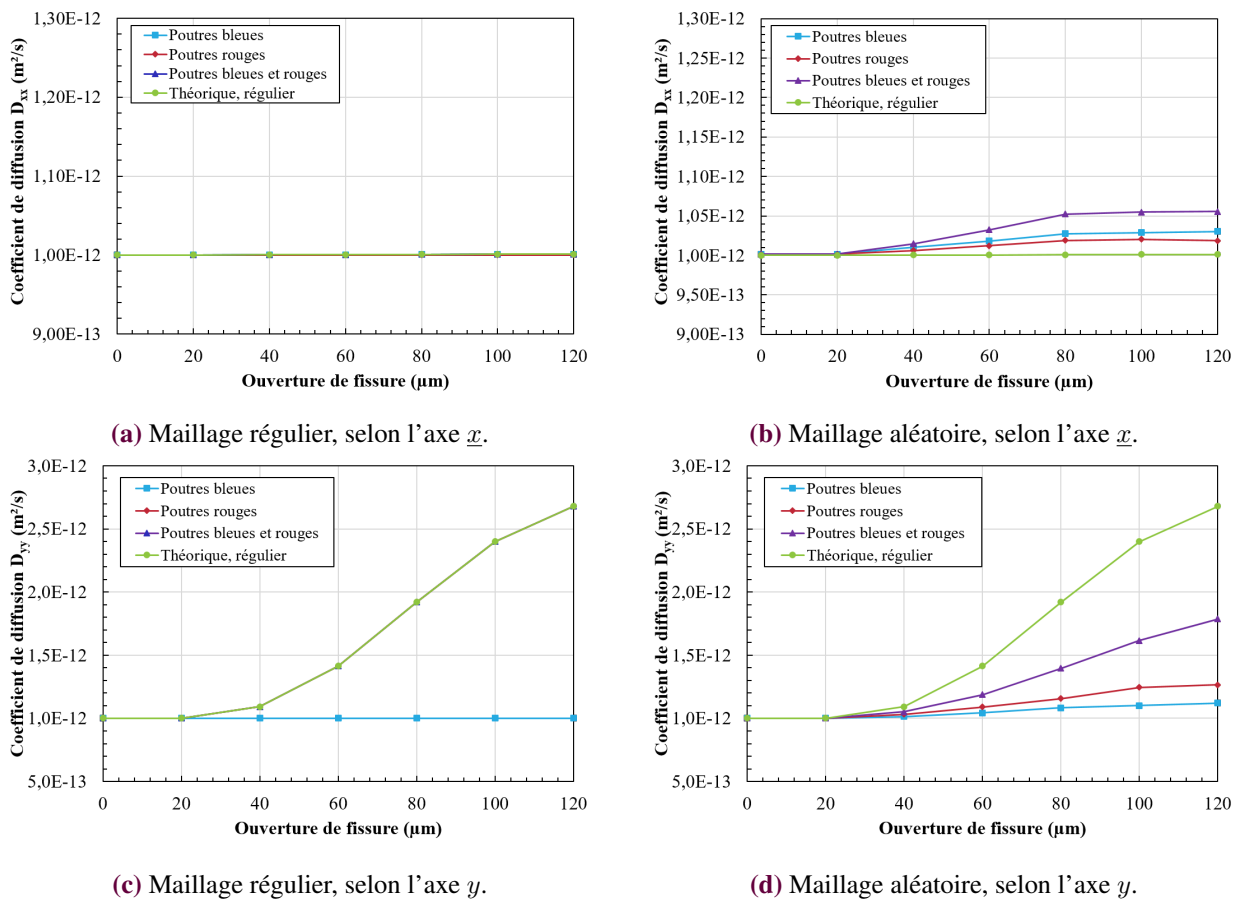 Coefficient de diffusion Dxx (m²/s)
1,30E-12
1,20E-12
1,10E-12
1,00E-12
9,00E-13
Poutres bleues
Poutres rouges
Poutres bleues et rouges
Théorique, régulier
0 20 40 60 80 100 120
Ouverture de fissure (µm)
(a) Maillage régulier, selon l'axe x.
Coefficient de diffusion Dxx (m²/s)
1,30E-12
1,25E-12
1,20E-12
1,15E-12
1,10E-12
1,05E-12
1,00E-12
9,50E-13
9,00E-13
Poutres bleues
Poutres rouges
Poutres bleues et rouges
Théorique, régulier
0 20 40 60 80 100 120
Ouverture de fissure (µm)
(b) Maillage aléatoire, selon l'axe x.
Coefficient de diffusion Dyy (m²/s)
3,0E-12
2,5E-12
2,0E-12
1,5E-12
1,0E-12
5,0E-13
Poutres bleues
Poutres rouges
Poutres bleues et rouges
Théorique, régulier
0 20 40 60 80 100 120
Ouverture de fissure (µm)
(c) Maillage régulier, selon l'axe y.
Coefficient de diffusion Dyy (m²/s)
3,0E-12
2,5E-12
2,0E-12
1,5E-12
1,0E-12
5,0E-13
Poutres bleues
Poutres rouges
Poutres bleues et rouges
Théorique, régulier
0 20 40 60 80 100 120
Ouverture de fissure (µm)
(d) Maillage aléatoire, selon l'axe y.